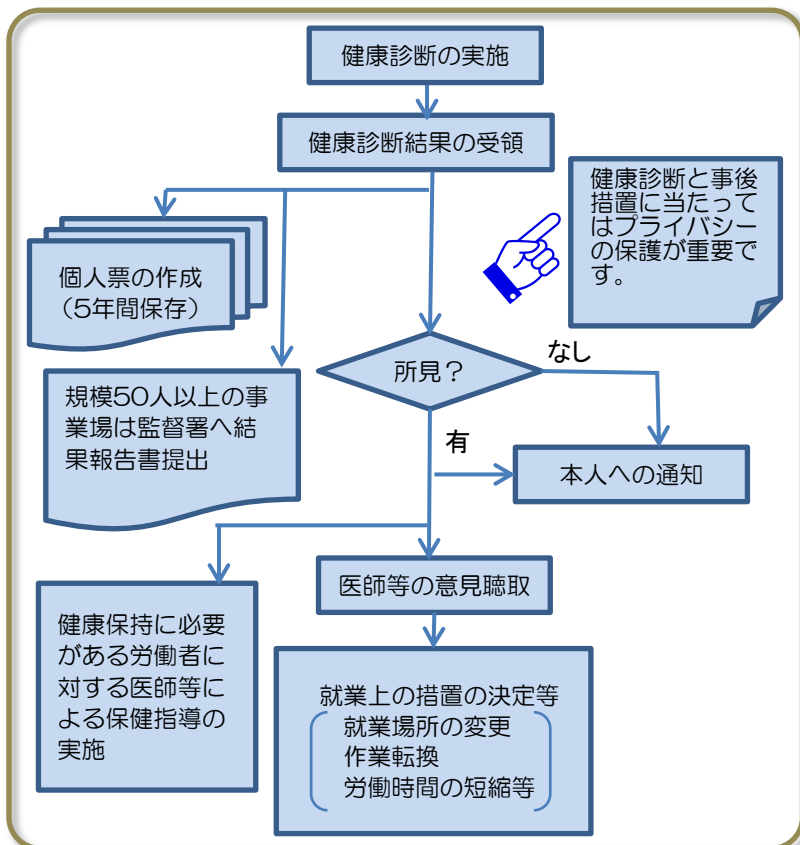 健康診断の実施
健康診断結果の受領
健康診断と事後
措置に当たって
はプライバシー
の保護が重要で
す。
個人票の作成
（5年間保存）
所見？
なし
規模50人以上の事
業場は監督署へ結
果報告書提出
有
本人への通知
医師等の意見聴取
健康保持に必要
がある労働者に
対する医師等に
よる保健指導の
実施
就業上の措置の決定等
就業場所の変更
作業転換
労働時間の短縮等